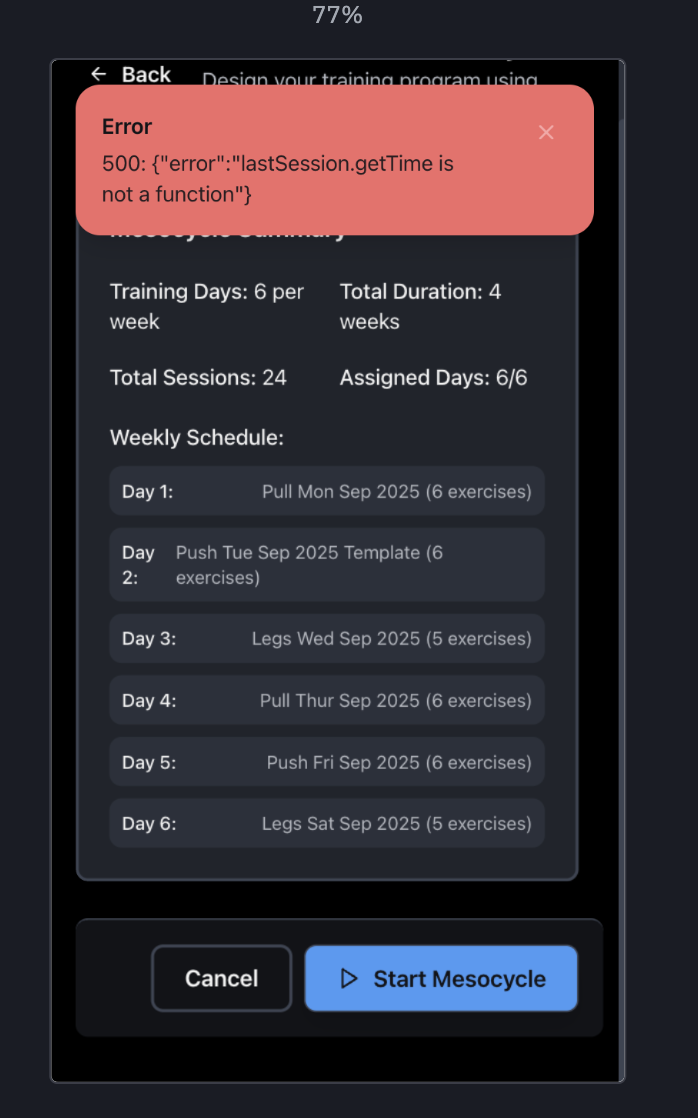 77%
← Back
Design your training program using
Error
500: {"error":"lastSession.getTime is
not a function"}
Mesocycle Summary
Training Days: 6 per
week
Total Duration: 4
weeks
Total Sessions: 24
Assigned Days: 6/6
Weekly Schedule:
Day 1: Pull Mon Sep 2025 (6 exercises)
Day
2:
Push Tue Sep 2025 Template (6
exercises)
Day 3: Legs Wed Sep 2025 (5 exercises)
Day 4: Pull Thur Sep 2025 (6 exercises)
Day 5: Push Fri Sep 2025 (6 exercises)
Day 6: Legs Sat Sep 2025 (5 exercises)
Cancel
Start Mesocycle